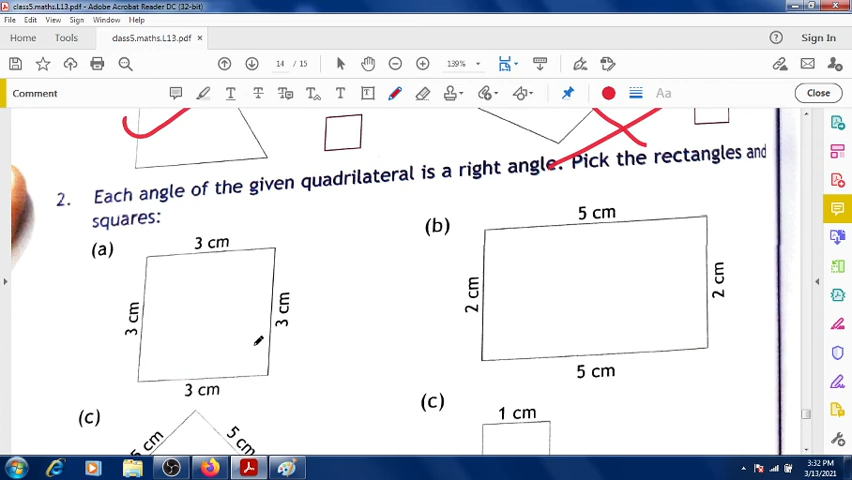 class5.maths.L13.pdf - Adobe Acrobat Reader DC (32-bit)
File Edit View Sign Window Help
Home Tools class5.maths.L13.pdf × Sign In
14 / 15 139%
Comment Close
2. Each angle of the given quadrilateral is a right angle. Pick the rectangles and
squares:
(a) 3 cm
3 cm
3 cm
3 cm
(b) 5 cm
2 cm
2 cm
5 cm
(c)
5 cm
5 cm
(c) 1 cm
3:32 PM
3/13/2021